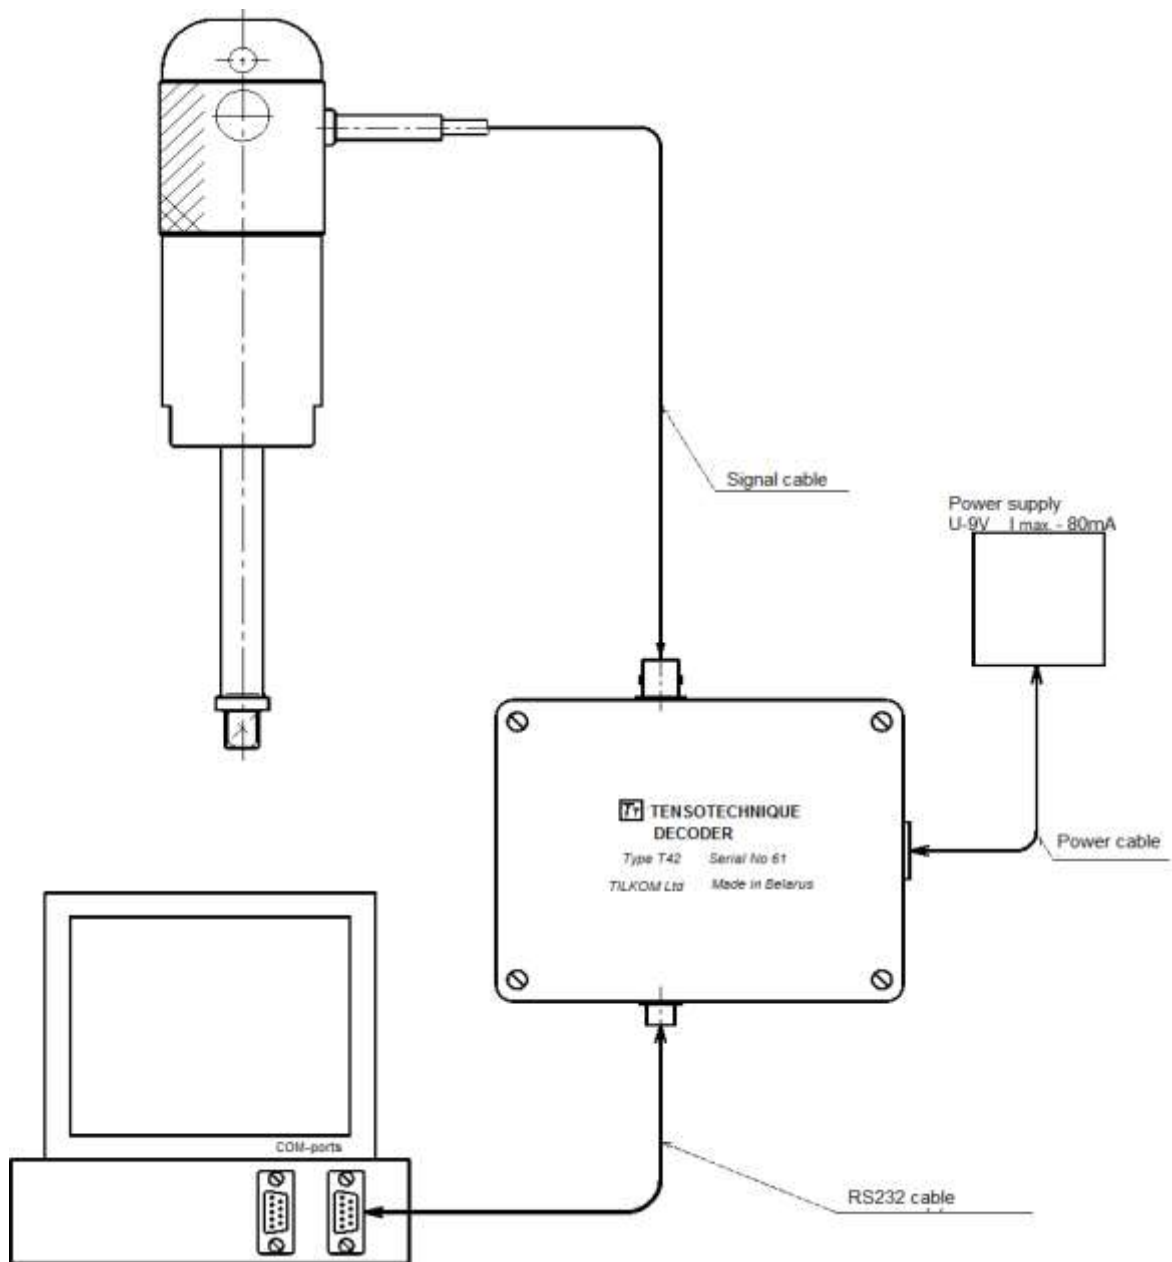 Signal cable
Power supply
U-9V I max. - 80mA
TT TENSOTECHNIQUE
DECODER
Type T42 Serial No 61
TILKOM Ltd Made in Belarus
Power cable
COM-ports
RS232 cable